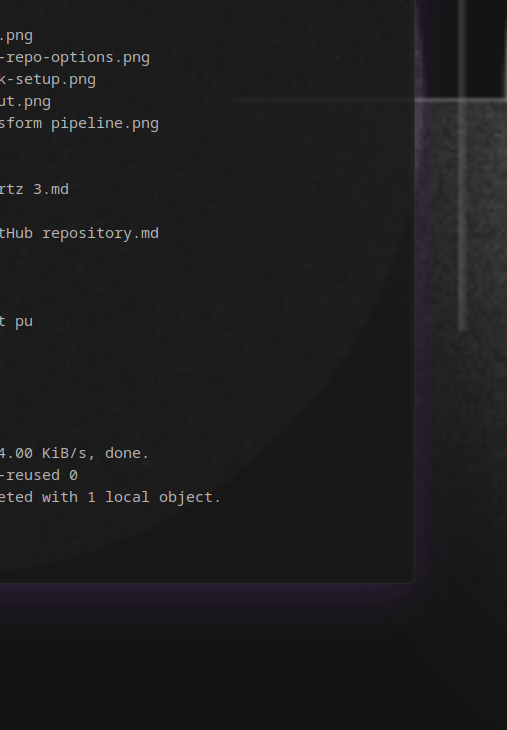 .png
-repo-options.png
k-setup.png
ut.png
sform pipeline.png
rtz 3.md
tHub repository.md
t pu
4.00 KiB/s, done.
-reused 0
eted with 1 local object.